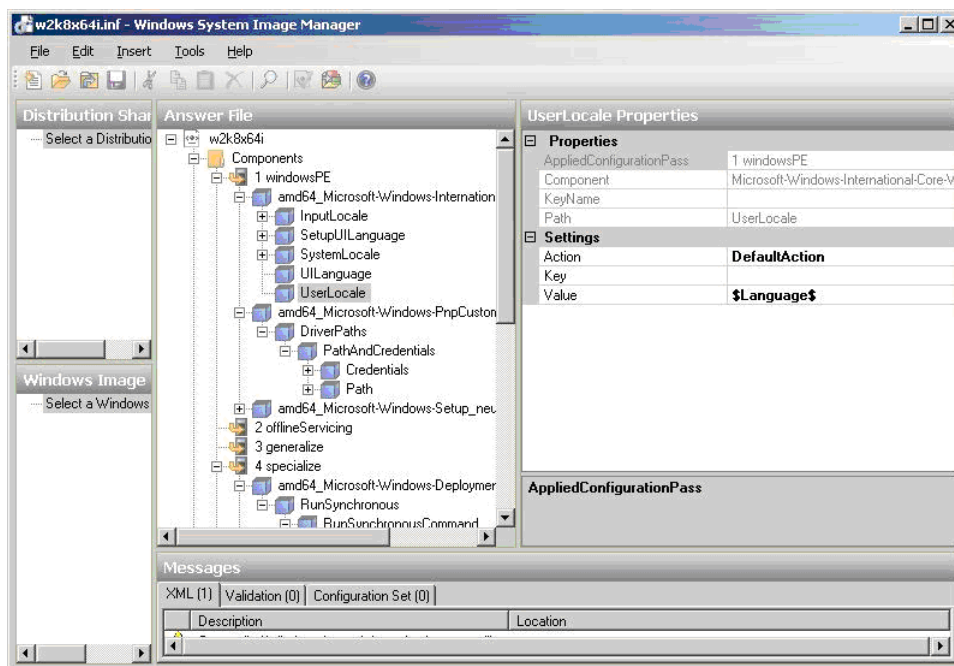 w2k8x64i.inf - Windows System Image Manager
File Edit Insert Tools Help
Distribution Shar
Select a Distributio
Windows Image
Select a Windows
Answer File
w2k8x64i
Components
1 windowsPE
amd64_Microsoft-Windows-Internation
InputLocale
SetupUILanguage
SystemLocale
UILanguage
UserLocale
amd64_Microsoft-Windows-PnpCustom
DriverPaths
PathAndCredentials
Credentials
Path
amd64_Microsoft-Windows-Setup_neu
2 offlineServicing
3 generalize
4 specialize
amd64_Microsoft-Windows-Deploymen
RunSynchronous
RunSynchronousCommand
UserLocale Properties
Properties
AppliedConfigurationPass 1 windowsPE
Component Microsoft-Windows-International-Core-W
KeyName
Path UserLocale
Settings
Action DefaultAction
Key
Value $Language$
AppliedConfigurationPass
Messages
XML (1) Validation (0) Configuration Set (0)
Description Location